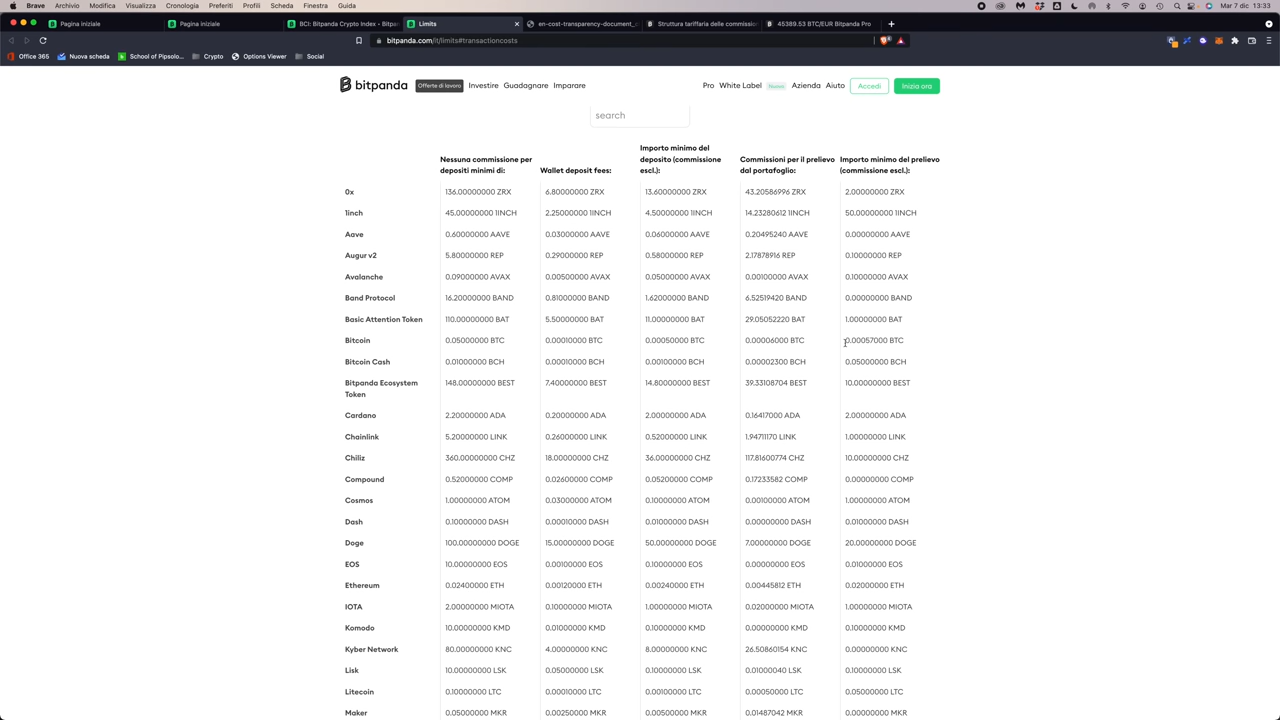 Brave Archivio Modifica Visualizza Cronologia Preferiti Profili Scheda Finestra Guida Mar 7 dic 13:33
Pagina iniziale Pagina iniziale BCI: Bitpanda Crypto Index - Bitpan Limits en-cost-transparency-document_ Struttura tariffaria delle commission 45389.53 BTC/EUR Bitpanda Pro
bitpanda.com/it/limits#transactioncosts
Office 365 Nuova scheda School of Pipsolo... Crypto Options Viewer Social
bitpanda Offerte di lavoro Investire Guadagnare Imparare Pro White Label Nuovo Azienda Aiuto Accedi Inizia ora
search
Nessuna commissione per depositi minimi di: Wallet deposit fees: Importo minimo del deposito (commissione escl.): Commissioni per il prelievo dal portafoglio: Importo minimo del prelievo (commissione escl.):
0x 136.00000000 ZRX 6.80000000 ZRX 13.60000000 ZRX 43.20586996 ZRX 2.00000000 ZRX
1inch 45.00000000 1INCH 2.25000000 1INCH 4.50000000 1INCH 14.23280612 1INCH 50.00000000 1INCH
Aave 0.60000000 AAVE 0.03000000 AAVE 0.06000000 AAVE 0.20495240 AAVE 0.00000000 AAVE
Augur v2 5.80000000 REP 0.29000000 REP 0.58000000 REP 2.17878916 REP 0.10000000 REP
Avalanche 0.09000000 AVAX 0.00500000 AVAX 0.05000000 AVAX 0.00100000 AVAX 0.10000000 AVAX
Band Protocol 16.20000000 BAND 0.81000000 BAND 1.62000000 BAND 6.52519420 BAND 0.00000000 BAND
Basic Attention Token 110.00000000 BAT 5.50000000 BAT 11.00000000 BAT 29.05052220 BAT 1.00000000 BAT
Bitcoin 0.05000000 BTC 0.00010000 BTC 0.00050000 BTC 0.00006000 BTC 0.00057000 BTC
Bitcoin Cash 0.01000000 BCH 0.00010000 BCH 0.00100000 BCH 0.00002300 BCH 0.05000000 BCH
Bitpanda Ecosystem Token 148.00000000 BEST 7.40000000 BEST 14.80000000 BEST 39.33108704 BEST 10.00000000 BEST
Cardano 2.20000000 ADA 0.20000000 ADA 2.00000000 ADA 0.16417000 ADA 2.00000000 ADA
Chainlink 5.20000000 LINK 0.26000000 LINK 0.52000000 LINK 1.94711170 LINK 1.00000000 LINK
Chiliz 360.00000000 CHZ 18.00000000 CHZ 36.00000000 CHZ 117.81600774 CHZ 10.00000000 CHZ
Compound 0.52000000 COMP 0.02600000 COMP 0.05200000 COMP 0.17233582 COMP 0.00000000 COMP
Cosmos 1.00000000 ATOM 0.03000000 ATOM 0.10000000 ATOM 0.00100000 ATOM 1.00000000 ATOM
Dash 0.10000000 DASH 0.00010000 DASH 0.01000000 DASH 0.00000000 DASH 0.01000000 DASH
Doge 100.00000000 DOGE 15.00000000 DOGE 50.00000000 DOGE 7.00000000 DOGE 20.00000000 DOGE
EOS 10.00000000 EOS 0.00100000 EOS 0.10000000 EOS 0.00000000 EOS 0.01000000 EOS
Ethereum 0.02400000 ETH 0.00120000 ETH 0.00240000 ETH 0.00445812 ETH 0.02000000 ETH
IOTA 2.00000000 MIOTA 0.10000000 MIOTA 1.00000000 MIOTA 0.02000000 MIOTA 1.00000000 MIOTA
Komodo 10.00000000 KMD 0.01000000 KMD 0.10000000 KMD 0.00000000 KMD 0.10000000 KMD
Kyber Network 80.00000000 KNC 4.00000000 KNC 8.00000000 KNC 26.50860154 KNC 0.00000000 KNC
Lisk 10.00000000 LSK 0.05000000 LSK 0.10000000 LSK 0.01000040 LSK 0.10000000 LSK
Litecoin 0.10000000 LTC 0.00010000 LTC 0.00100000 LTC 0.00050000 LTC 0.05000000 LTC
Maker 0.05000000 MKR 0.00250000 MKR 0.00500000 MKR 0.01487042 MKR 0.00000000 MKR